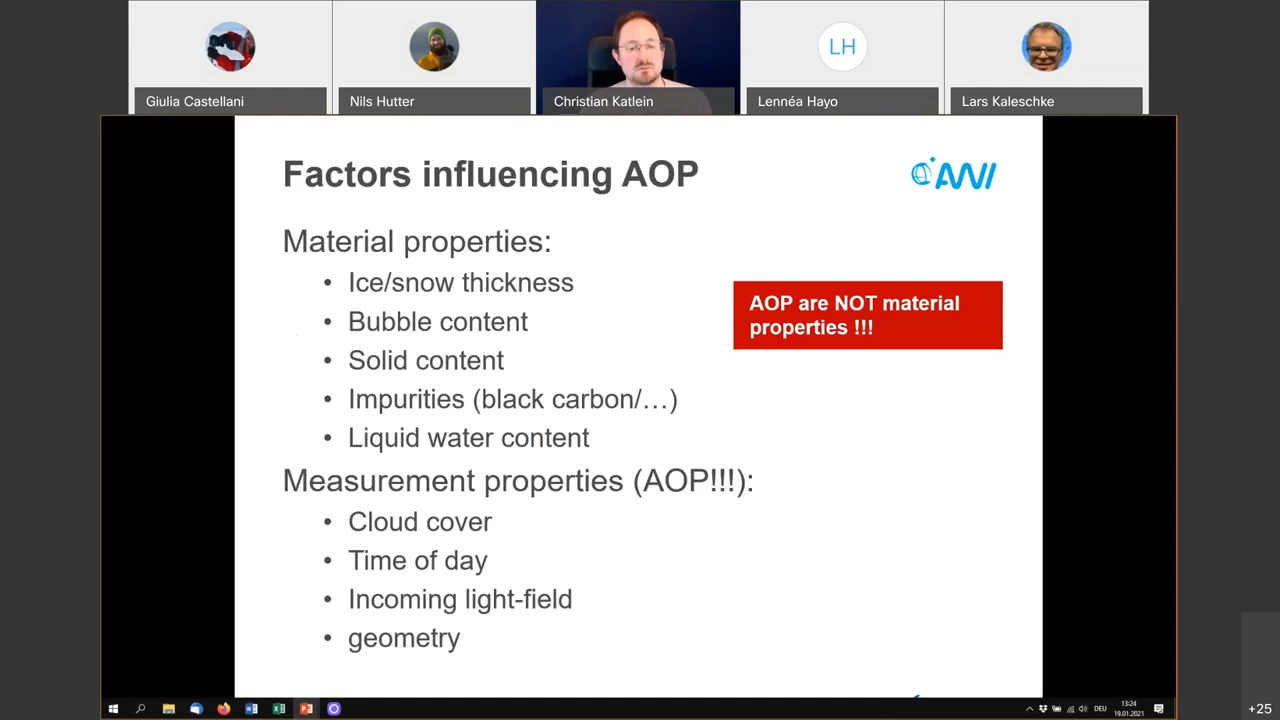 LH
Giulia Castellani
Nils Hutter
Christian Katlein
Lennéa Hayo
Lars Kaleschke
Factors influencing AOP
AWI
Material properties:
• Ice/snow thickness
• Bubble content
• Solid content
• Impurities (black carbon/…)
• Liquid water content
AOP are NOT material
properties !!!
Measurement properties (AOP!!!):
• Cloud cover
• Time of day
• Incoming light-field
• geometry
DEU
13:24
19.01.2021
+25